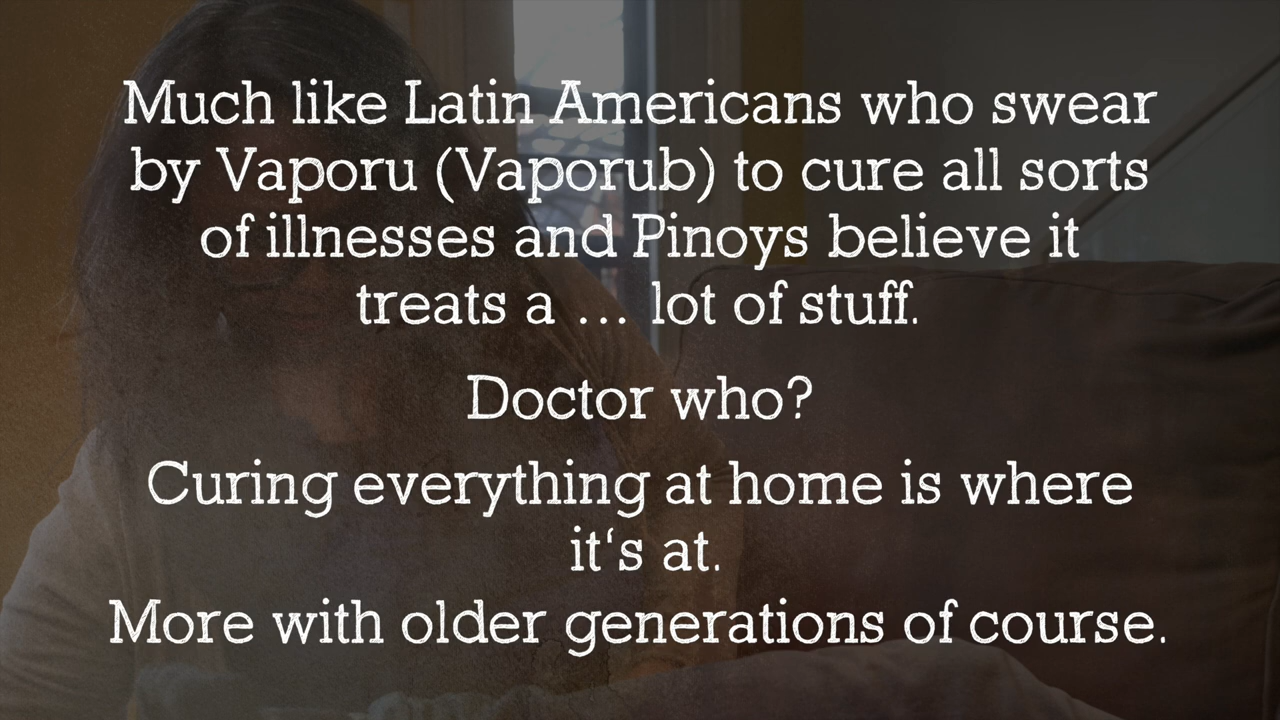 Much like Latin Americans who swear
by Vaporu (Vaporub) to cure all sorts
of illnesses and Pinoys believe it
treats a ... lot of stuff.
Doctor who?
Curing everything at home is where
it‘s at.
More with older generations of course.